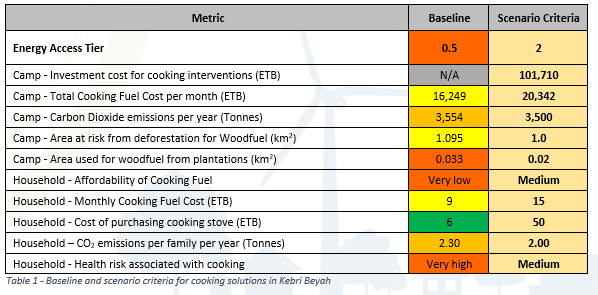 Metric Baseline Scenario Criteria
Energy Access Tier 0.5 2
Camp - Investment cost for cooking interventions (ETB) N/A 101,710
Camp - Total Cooking Fuel Cost per month (ETB) 16,249 20,342
Camp - Carbon Dioxide emissions per year (Tonnes) 3,554 3,500
Camp - Area at risk from deforestation for Woodfuel (km²) 1.095 1.0
Camp - Area used for woodfuel from plantations (km²) 0.033 0.02
Household - Affordability of Cooking Fuel Very low Medium
Household - Monthly Cooking Fuel Cost (ETB) 9 15
Household - Cost of purchasing cooking stove (ETB) 6 50
Household – CO₂ emissions per family per year (Tonnes) 2.30 2.00
Household - Health risk associated with cooking Very high Medium
Table 1 - Baseline and scenario criteria for cooking solutions in Kebri Beyah